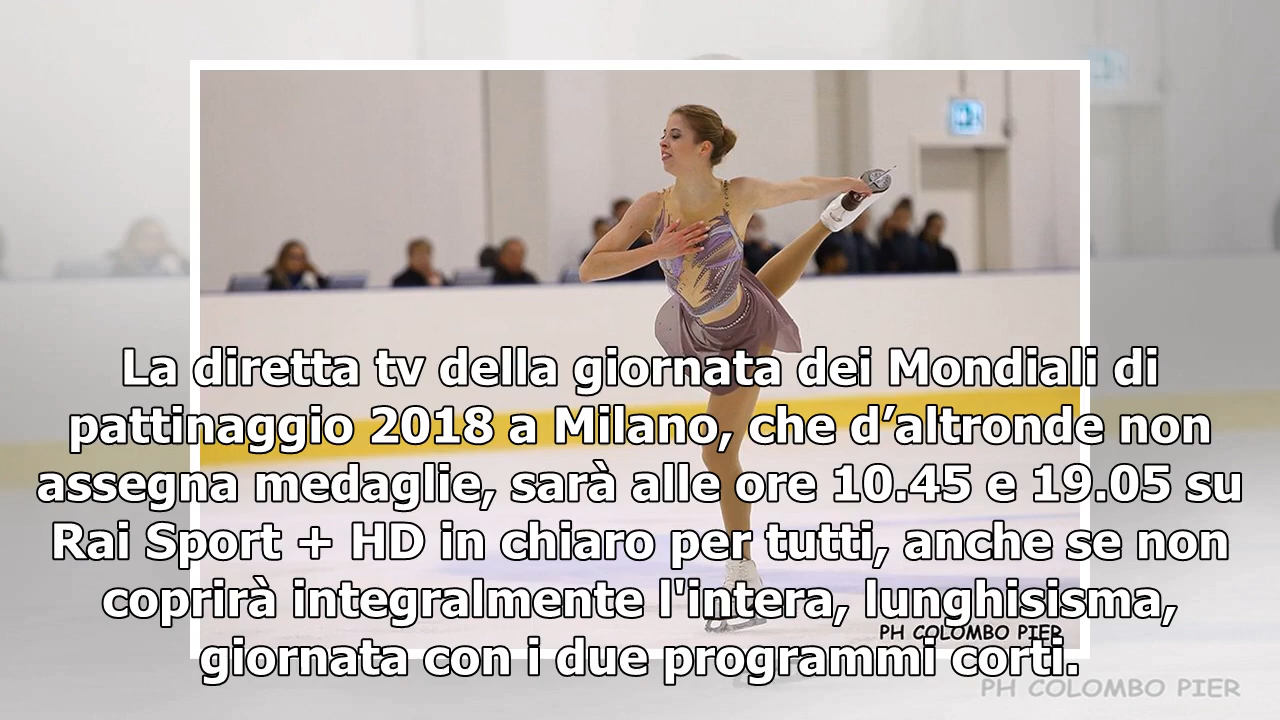 La diretta tv della giornata dei Mondiali di
pattinaggio 2018 a Milano, che d’altronde non
assegna medaglie, sarà alle ore 10.45 e 19.05 su
Rai Sport + HD in chiaro per tutti, anche se non
coprirà integralmente l'intera, lunghisisma,
PH COLOMBO PIER
giornata con i due programmi corti.
PH COLOMBO PIER